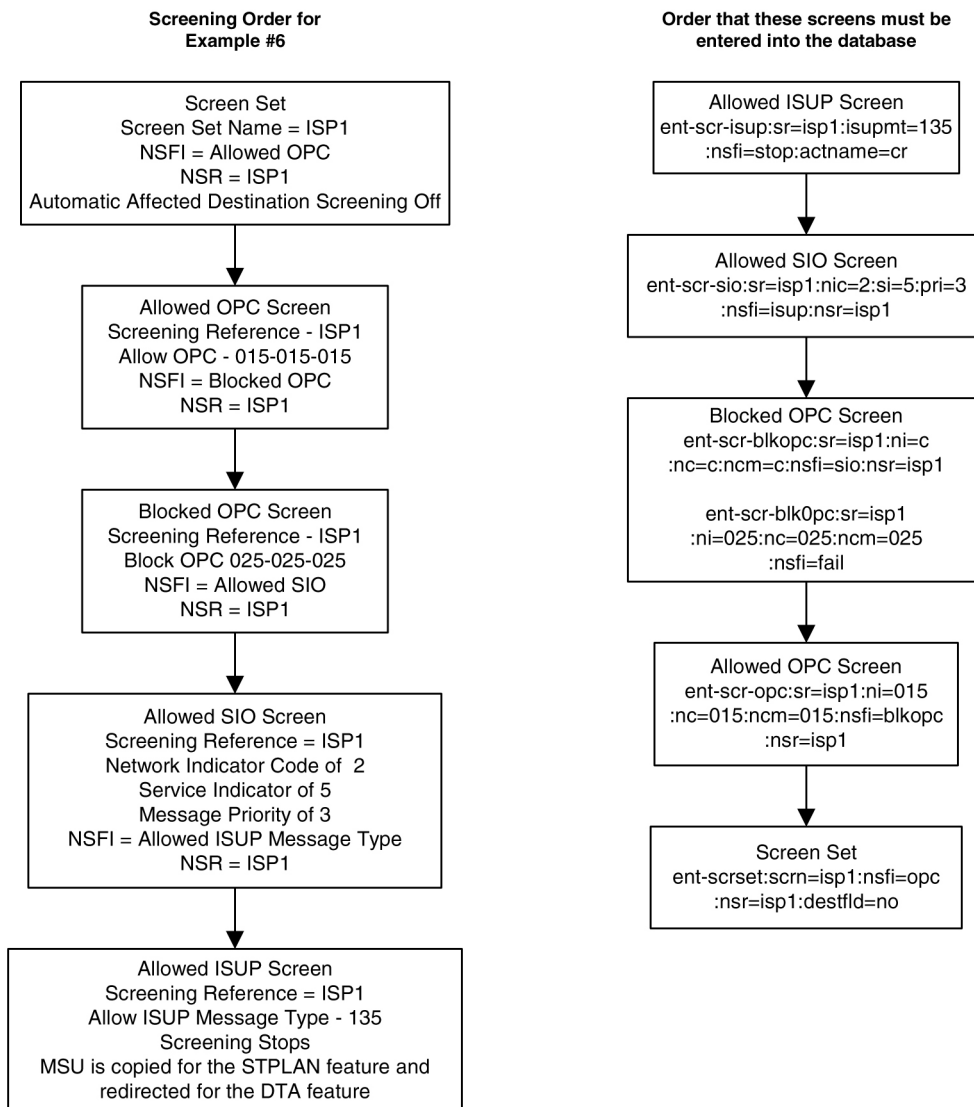 Screening Order for
Example #6
Screen Set
Screen Set Name = ISP1
NSFI = Allowed OPC
NSR = ISP1
Automatic Affected Destination Screening Off
Allowed OPC Screen
Screening Reference - ISP1
Allow OPC - 015-015-015
NSFI = Blocked OPC
NSR = ISP1
Blocked OPC Screen
Screening Reference - ISP1
Block OPC 025-025-025
NSFI = Allowed SIO
NSR = ISP1
Allowed SIO Screen
Screening Reference = ISP1
Network Indicator Code of 2
Service Indicator of 5
Message Priority of 3
NSFI = Allowed ISUP Message Type
NSR = ISP1
Allowed ISUP Screen
Screening Reference = ISP1
Allow ISUP Message Type - 135
Screening Stops
MSU is copied for the STPLAN feature and
redirected for the DTA feature
Order that these screens must be
entered into the database
Allowed ISUP Screen
ent-scr-isup:sr=isp1:isupmt=135
:nsfi=stop:actname=cr
Allowed SIO Screen
ent-scr-sio:sr=isp1:nic=2:si=5:pri=3
:nsfi=isup:nsr=isp1
Blocked OPC Screen
ent-scr-blkopc:sr=isp1:ni=c
:nc=c:ncm=c:nsfi=sio:nsr=isp1
ent-scr-blk0pc:sr=isp1
:ni=025:nc=025:ncm=025
:nsfi=fail
Allowed OPC Screen
ent-scr-opc:sr=isp1:ni=015
:nc=015:ncm=015:nsfi=blkopc
:nsr=isp1
Screen Set
ent-scrset:scrn=isp1:nsfi=opc
:nsr=isp1:destfld=no